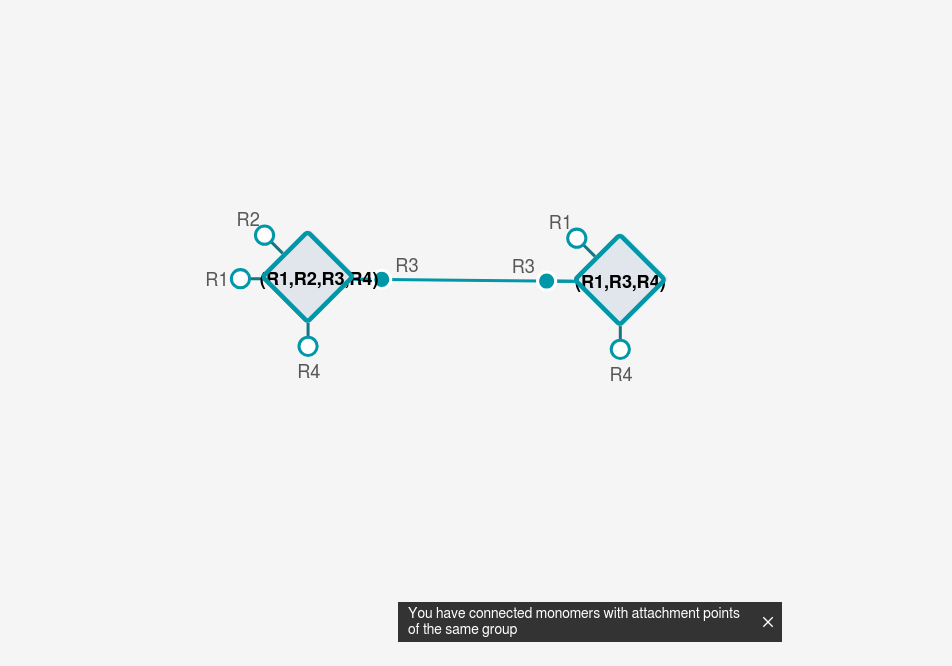 R2
R1
R1
(R1,R2,R3,R4)
R3
R3
(R1,R3,R4)
R4
R4
You have connected monomers with attachment points
of the same group